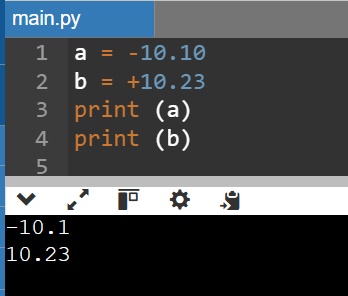 main.py
1 a = -10.10
2 b = +10.23
3 print (a)
4 print (b)
5
-10.1
10.23